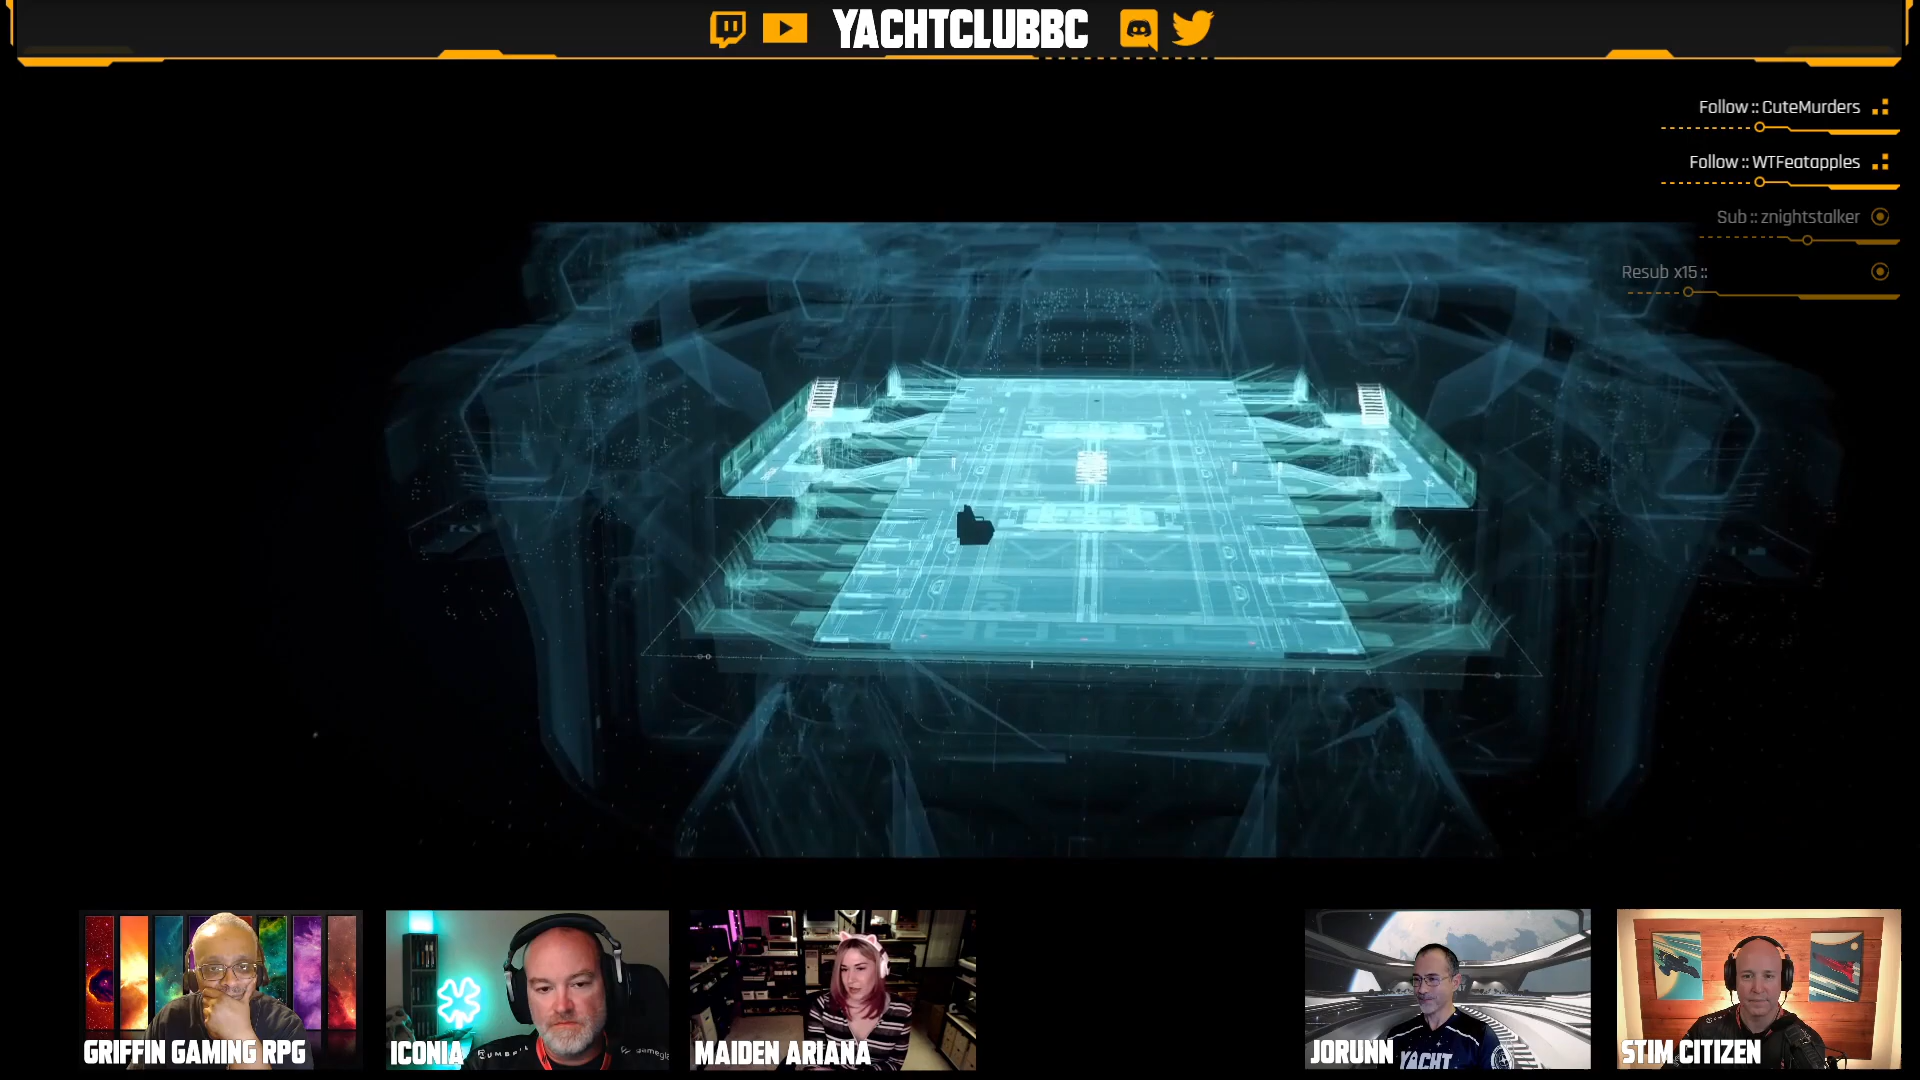 YACHTCLUBBC
Follow :: CuteMurders
Follow :: WTFeatapples
Sub :: znightstalker
Resub x15 ::
GRIFFIN GAMING RPG
ICONIA
MAIDEN ARIANA
JORUNN
YACHT
STIM CITIZEN